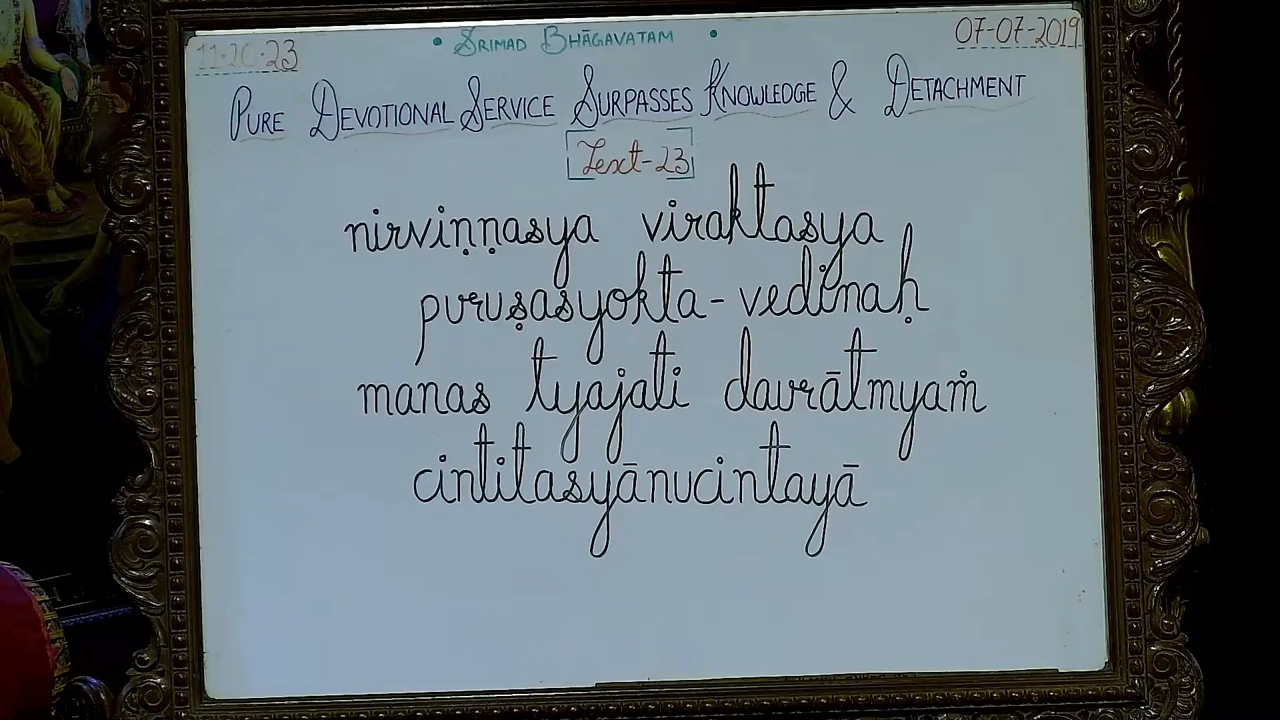 11·20·23
• SRIMAD BHĀGAVATAM •
07-07-2019
PURE DEVOTIONAL SERVICE SURPASSES KNOWLEDGE & DETACHMENT
Text-23
nirviṇṇasya viraktasya
puruṣasyokta-vedinaḥ
manas tyajati daurātmyaṁ
cintitasyānucintayā